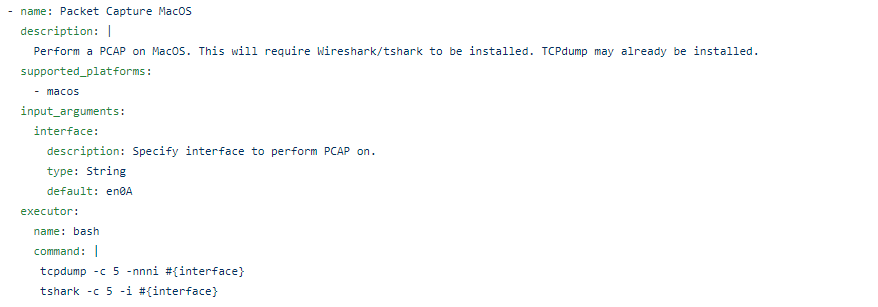 - name: Packet Capture MacOS
  description: |
    Perform a PCAP on MacOS. This will require Wireshark/tshark to be installed. TCPdump may already be installed.
  supported_platforms:
    - macos
  input_arguments:
    interface:
      description: Specify interface to perform PCAP on.
      type: String
      default: en0A
  executor:
    name: bash
    command: |
     tcpdump -c 5 -nnni #{interface}
     tshark -c 5 -i #{interface}